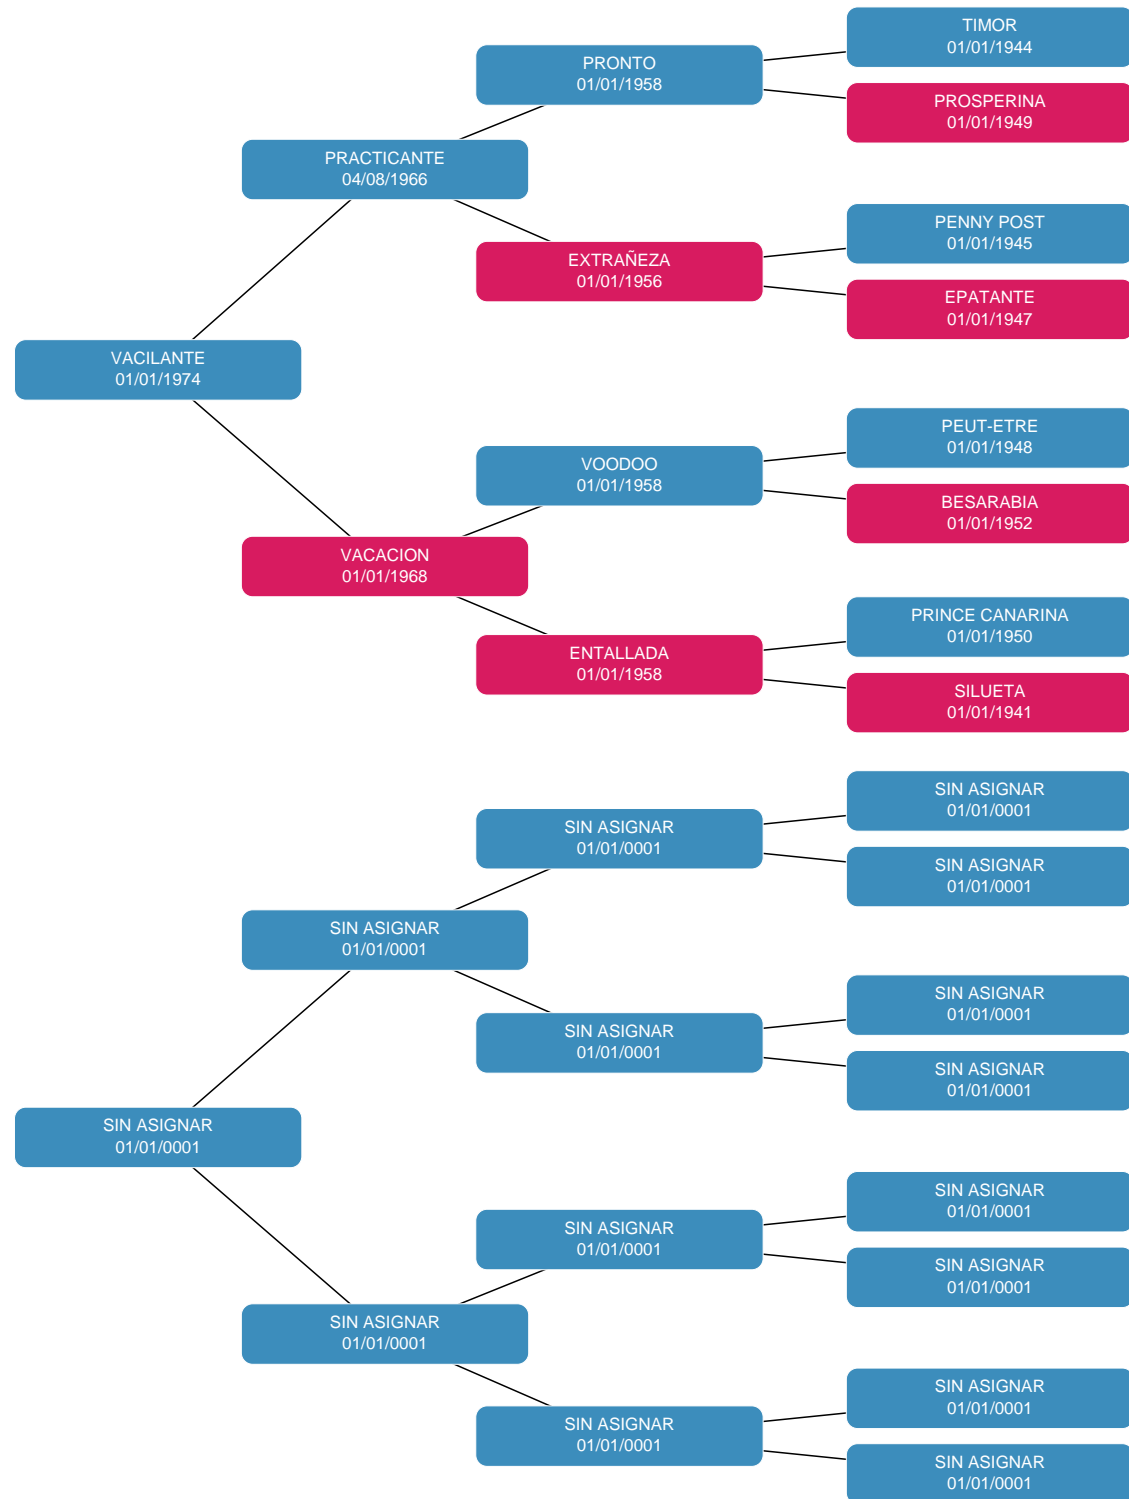 TIMOR
01/01/1944
PRONTO
01/01/1958
PROSPERINA
01/01/1949
PRACTICANTE
04/08/1966
PENNY POST
01/01/1945
EXTRAÑEZA
01/01/1956
EPATANTE
01/01/1947
VACILANTE
01/01/1974
PEUT-ETRE
01/01/1948
VOODOO
01/01/1958
BESARABIA
01/01/1952
VACACION
01/01/1968
PRINCE CANARINA
01/01/1950
ENTALLADA
01/01/1958
SILUETA
01/01/1941
SIN ASIGNAR
01/01/0001
SIN ASIGNAR
01/01/0001
SIN ASIGNAR
01/01/0001
SIN ASIGNAR
01/01/0001
SIN ASIGNAR
01/01/0001
SIN ASIGNAR
01/01/0001
SIN ASIGNAR
01/01/0001
SIN ASIGNAR
01/01/0001
SIN ASIGNAR
01/01/0001
SIN ASIGNAR
01/01/0001
SIN ASIGNAR
01/01/0001
SIN ASIGNAR
01/01/0001
SIN ASIGNAR
01/01/0001
SIN ASIGNAR
01/01/0001
SIN ASIGNAR
01/01/0001